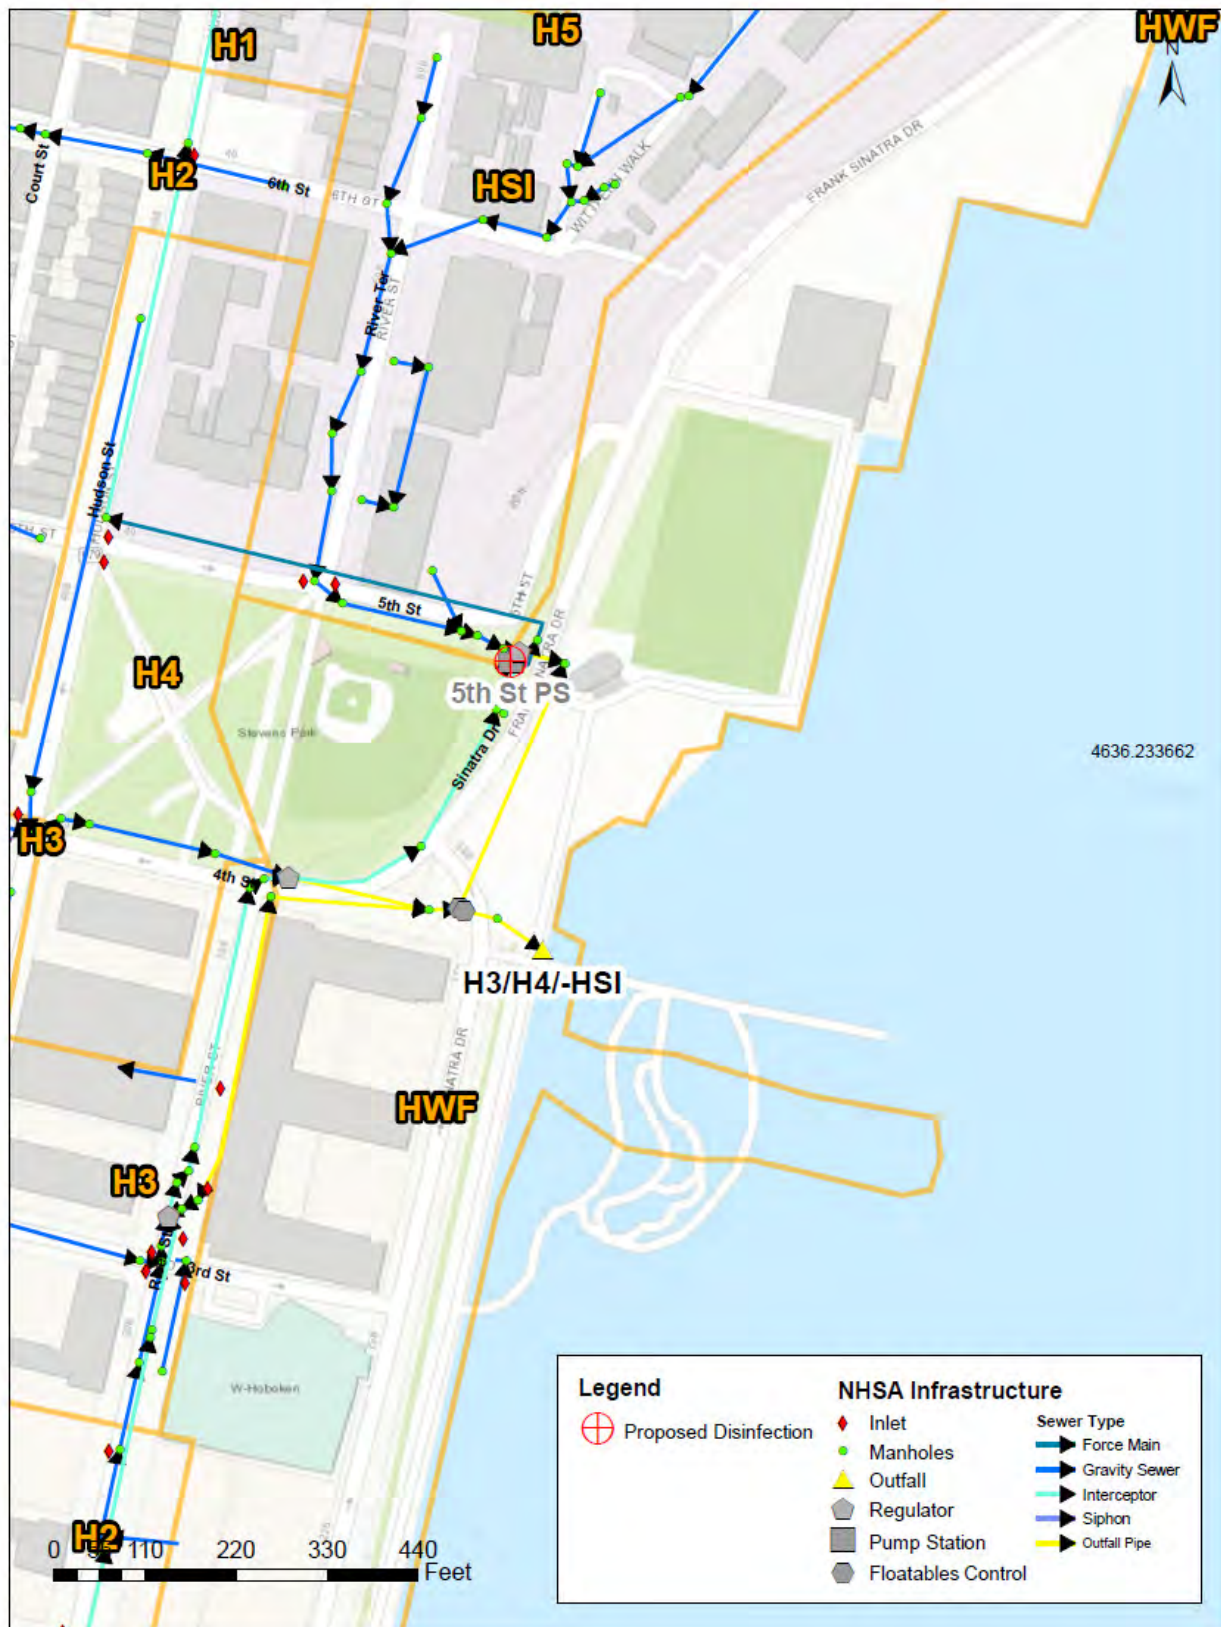 H1
H5
HWF
N
Court St
H2
6th St
6TH ST
HSI
WITTPENN WALK
FRANK SINATRA DR
River Ter
RIVER ST
Hudson St
5TH ST
5th St
5TH ST
H4
5th St PS
Stevens Park
Sinatra Dr
4636.233662
H3
4th St
H3/H4/-HSI
RIVER ST
SINATRA DR
HWF
H3
3rd St
W-Hoboken
H2
0 55 110 220 330 440
Feet
Legend
Proposed Disinfection
NHSA Infrastructure
Inlet
Manholes
Outfall
Regulator
Pump Station
Floatables Control
Sewer Type
Force Main
Gravity Sewer
Interceptor
Siphon
Outfall Pipe